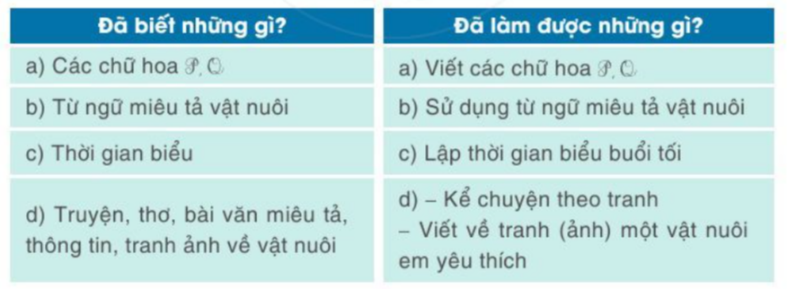 Đã biết những gì?
a) Các chữ hoa P, Q
b) Từ ngữ miêu tả vật nuôi
c) Thời gian biểu
d) Truyện, thơ, bài văn miêu tả,
thông tin, tranh ảnh về vật nuôi
Đã làm được những gì?
a) Viết các chữ hoa P, Q
b) Sử dụng từ ngữ miêu tả vật nuôi
c) Lập thời gian biểu buổi tối
d) – Kể chuyện theo tranh
– Viết về tranh (ảnh) một vật nuôi
em yêu thích